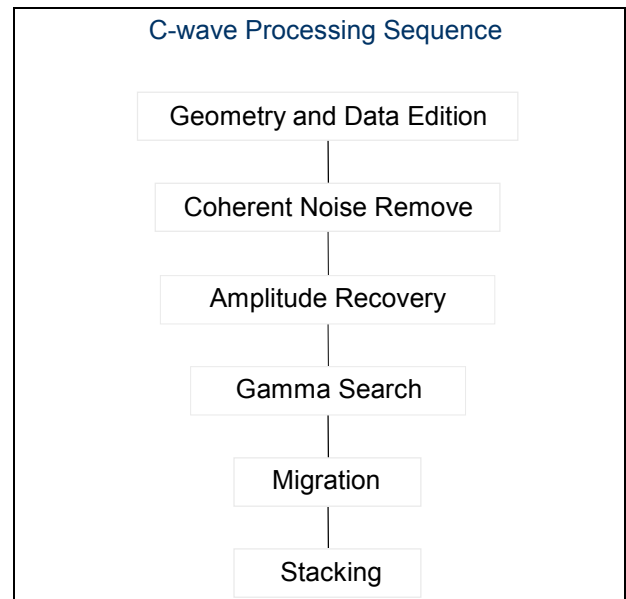 C-wave Processing Sequence
Geometry and Data Edition
Coherent Noise Remove
Amplitude Recovery
Gamma Search
Migration
Stacking